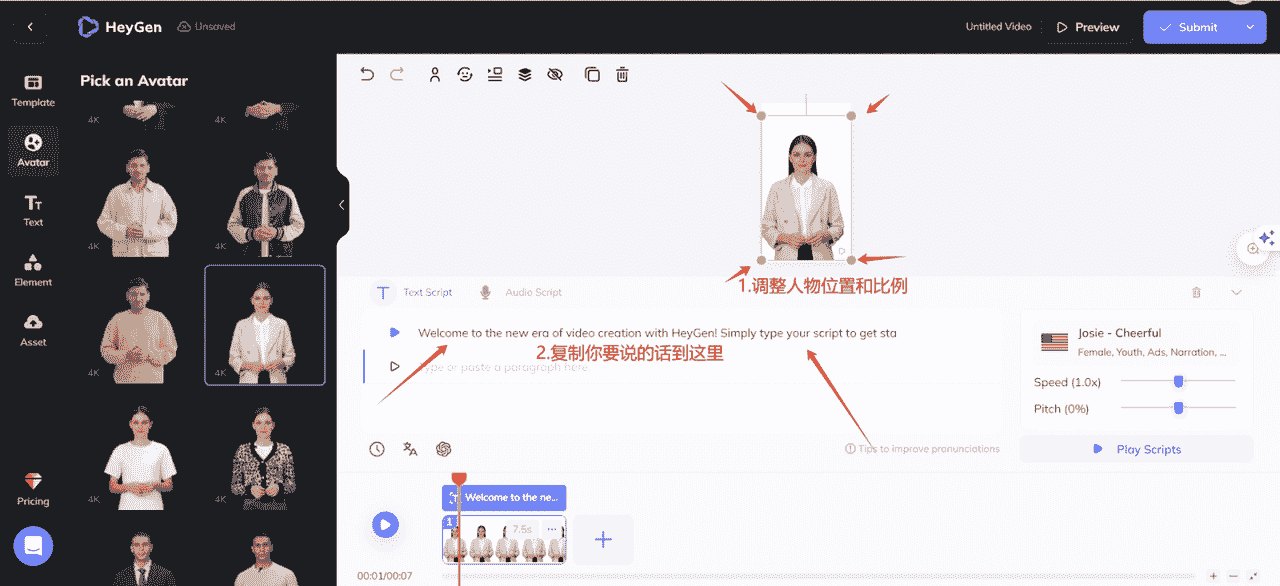 HeyGen
Unsaved
Untitled Video
Preview
Submit
Template
Avatar
Text
Element
Asset
Pricing
Pick an Avatar
4K
4K
4K
4K
4K
4K
4K
4K
1.调整人物位置和比例
Text Script
Audio Script
Welcome to the new era of video creation with HeyGen! Simply type your script to get sta
2.复制你要说的话到这里
Type or paste a paragraph here
Josie - Cheerful
Female, Youth, Ads, Narration, ...
Speed (1.0x)
Pitch (0%)
Tips to improve pronunciations
Play Scripts
Welcome to the ne...
1
7.5s
00:01/00:07